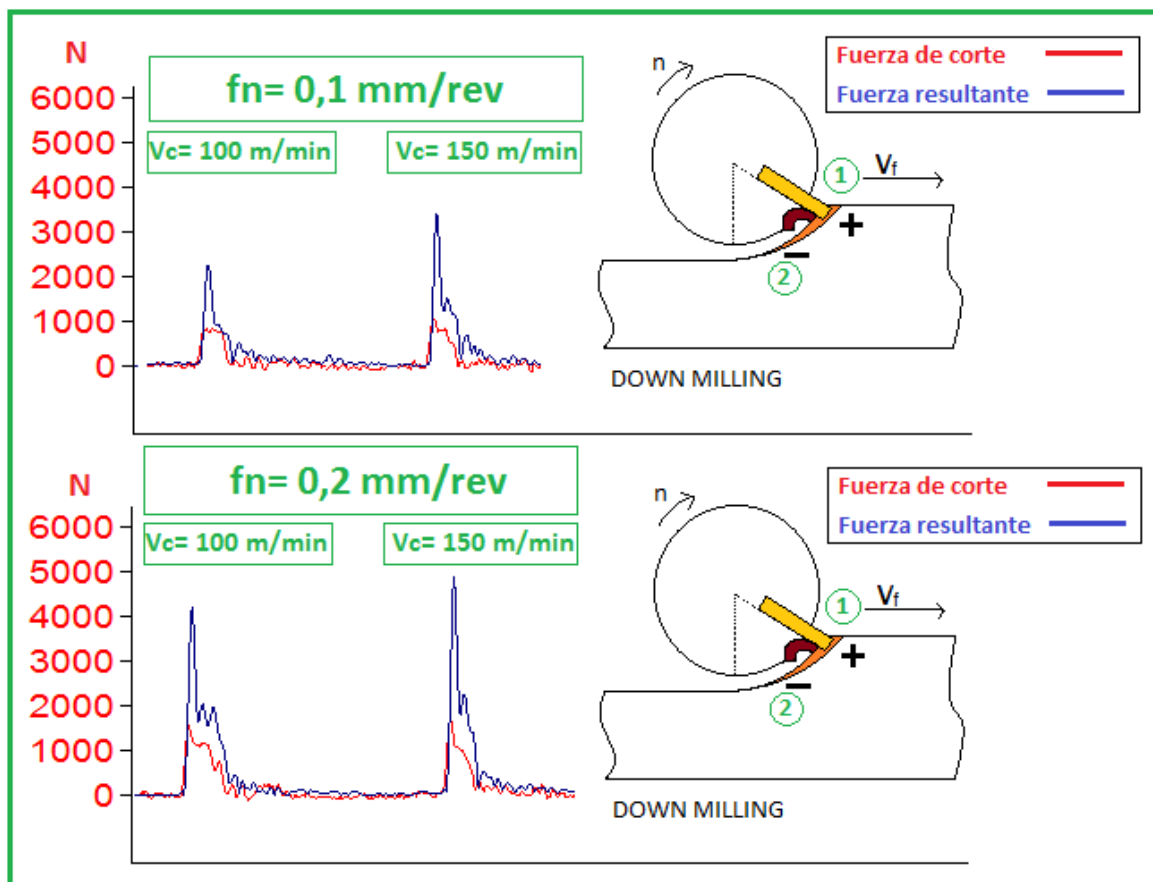 N
fn= 0,1 mm/rev
Vc= 100 m/min
Vc= 150 m/min
6000
5000
4000
3000
2000
1000
0
n
1
Vf
+
−
2
DOWN MILLING
Fuerza de corte
Fuerza resultante
N
fn= 0,2 mm/rev
Vc= 100 m/min
Vc= 150 m/min
6000
5000
4000
3000
2000
1000
0
n
1
Vf
+
−
2
DOWN MILLING
Fuerza de corte
Fuerza resultante